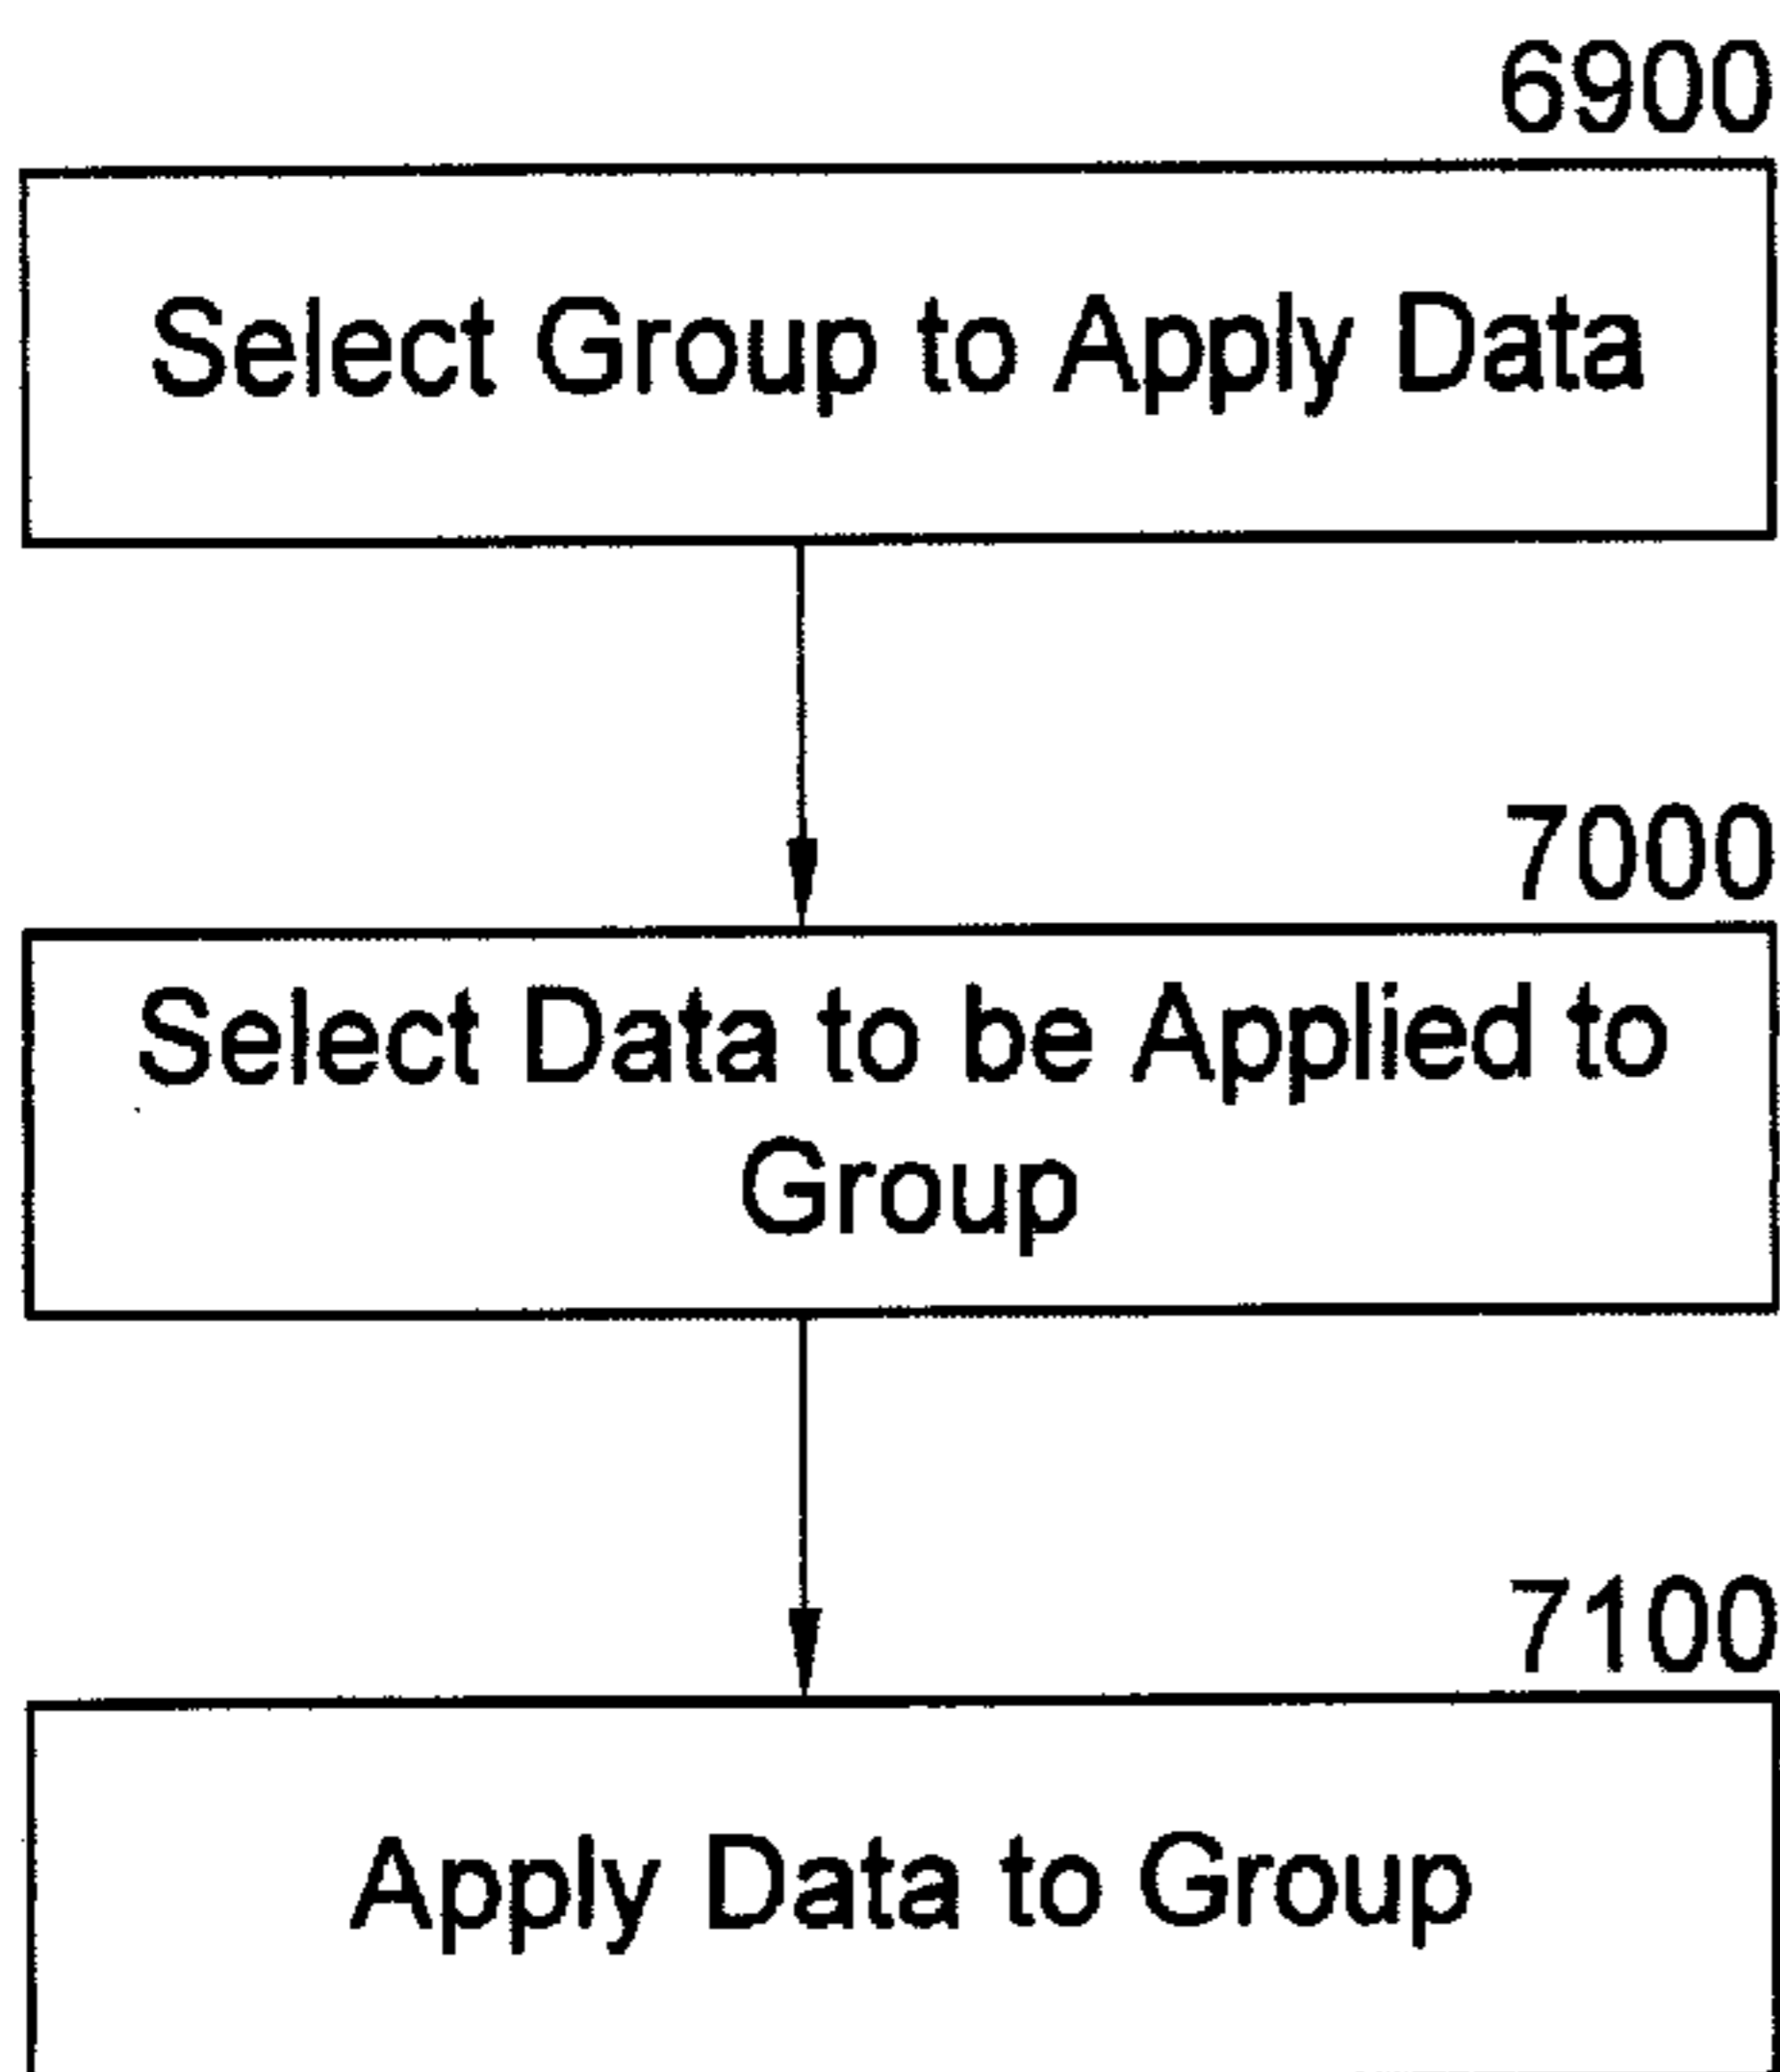 6900
Select Group to Apply Data
7000
Select Data to be Applied to
Group
7100
Apply Data to Group